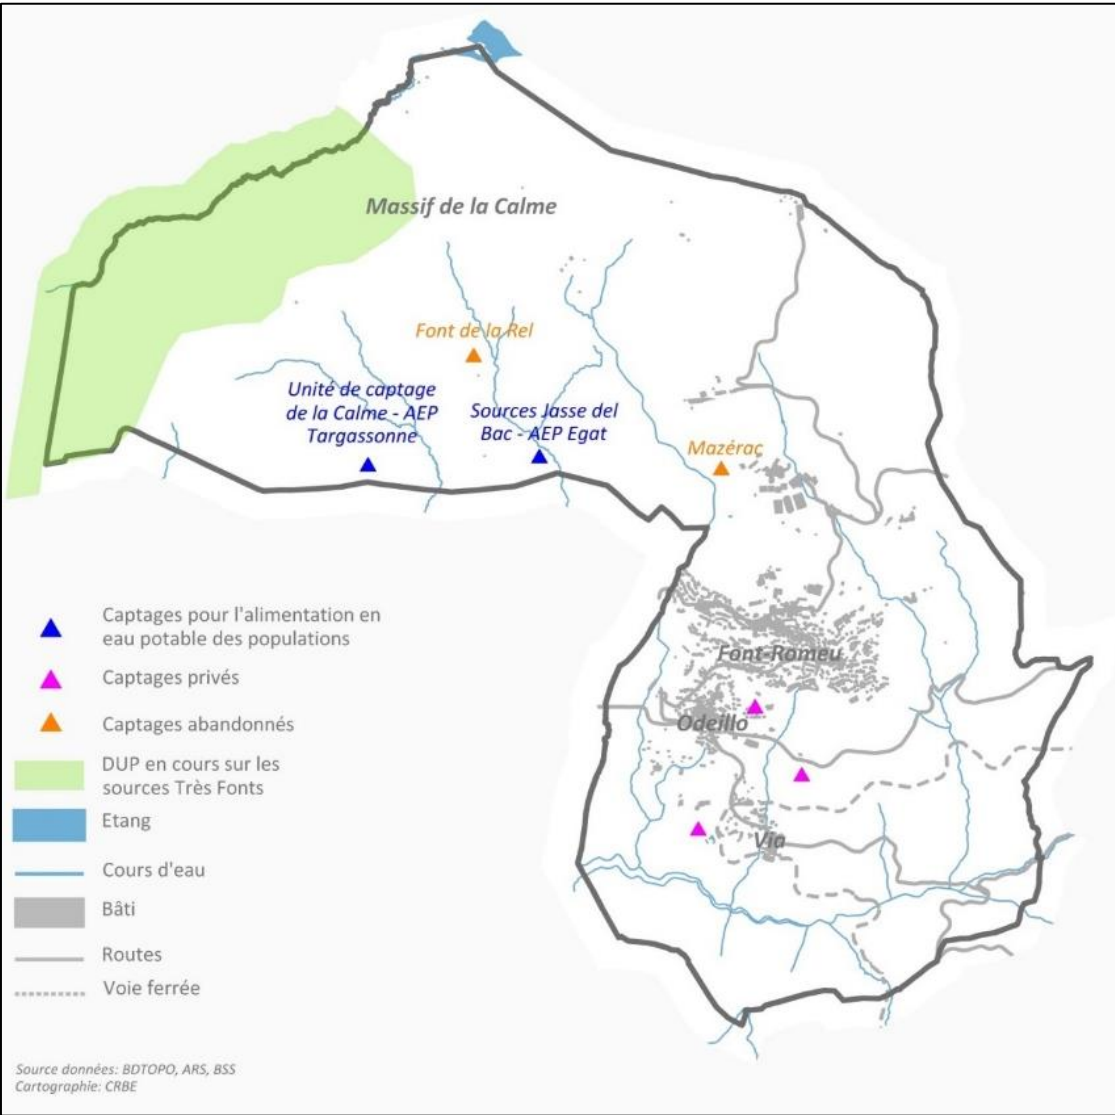 Massif de la Calme
Font de la Rel
Unité de captage
de la Calme - AEP
Targassonne
Sources Jasse del
Bac - AEP Egat
Mazérac
Font-Romeu
Odeillo
Via
Captages pour l'alimentation en
eau potable des populations
Captages privés
Captages abandonnés
DUP en cours sur les
sources Très Fonts
Etang
Cours d'eau
Bâti
Routes
Voie ferrée
Source données: BDTOPO, ARS, BSS
Cartographie: CRBE